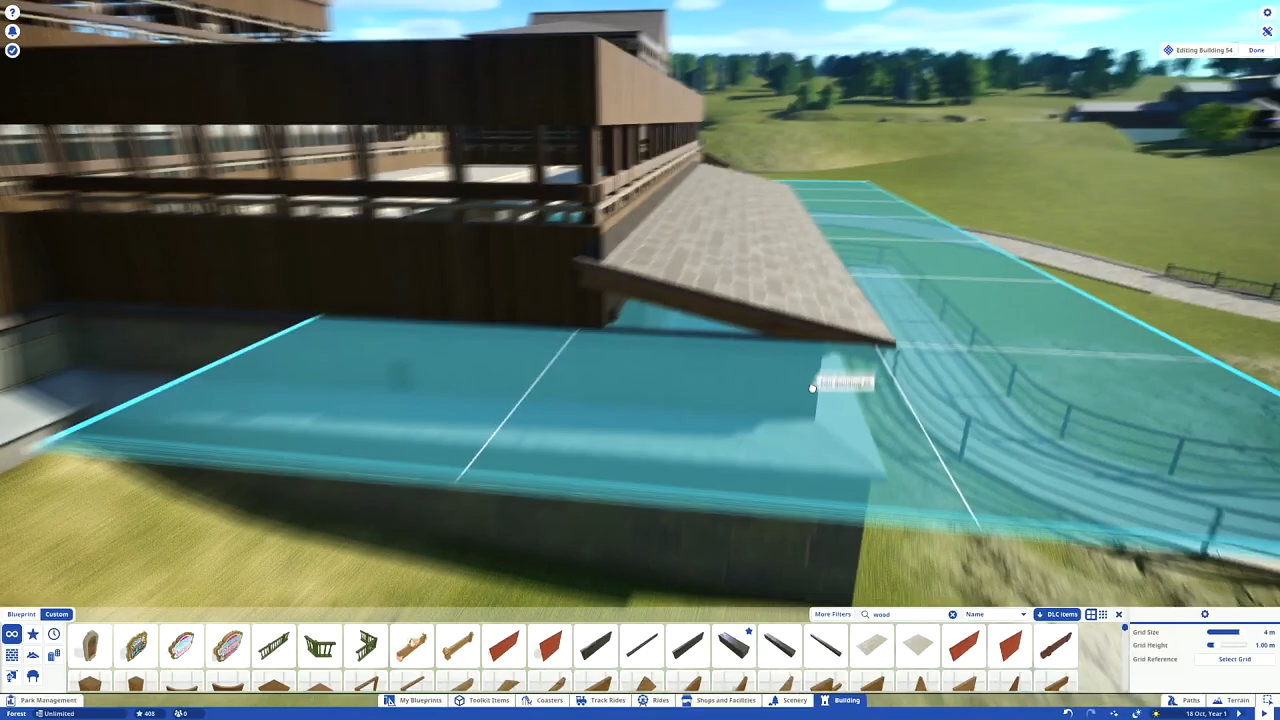 ?
Editing Building 54 Done
Blueprint Custom
More Filters wood Name DLC Items
Grid Size 4 m
Grid Height 1.00 m
Grid Reference Select Grid
Park Management My Blueprints Toolkit Items Coasters Track Rides Rides Shops and Facilities Scenery Building Paths Terrain
Forest Unlimited 408 0 18 Oct, Year 1